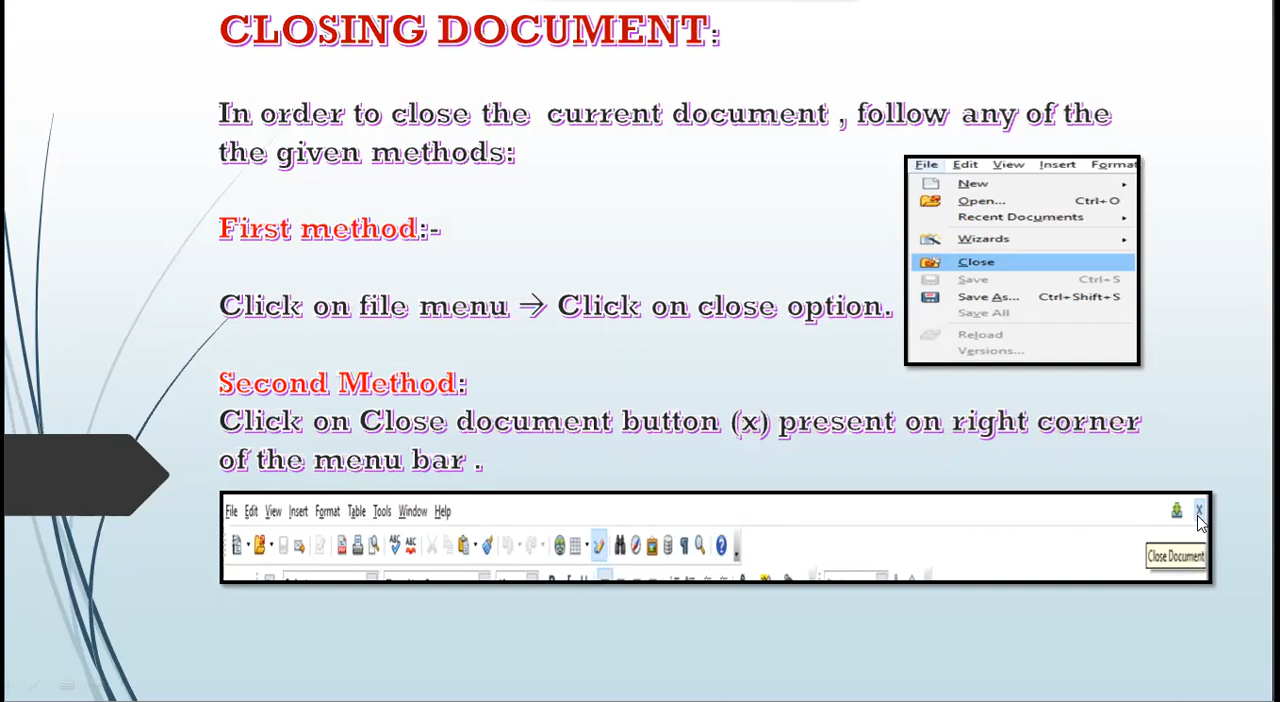 CLOSING DOCUMENT:
In order to close the current document , follow any of the
the given methods:
First method:-
Click on file menu → Click on close option.
File Edit View Insert Format
New
Open... Ctrl+O
Recent Documents
Wizards
Close
Save Ctrl+S
Save As... Ctrl+Shift+S
Save All
Reload
Versions...
Second Method:
Click on Close document button (x) present on right corner
of the menu bar .
File Edit View Insert Format Table Tools Window Help x
Close Document